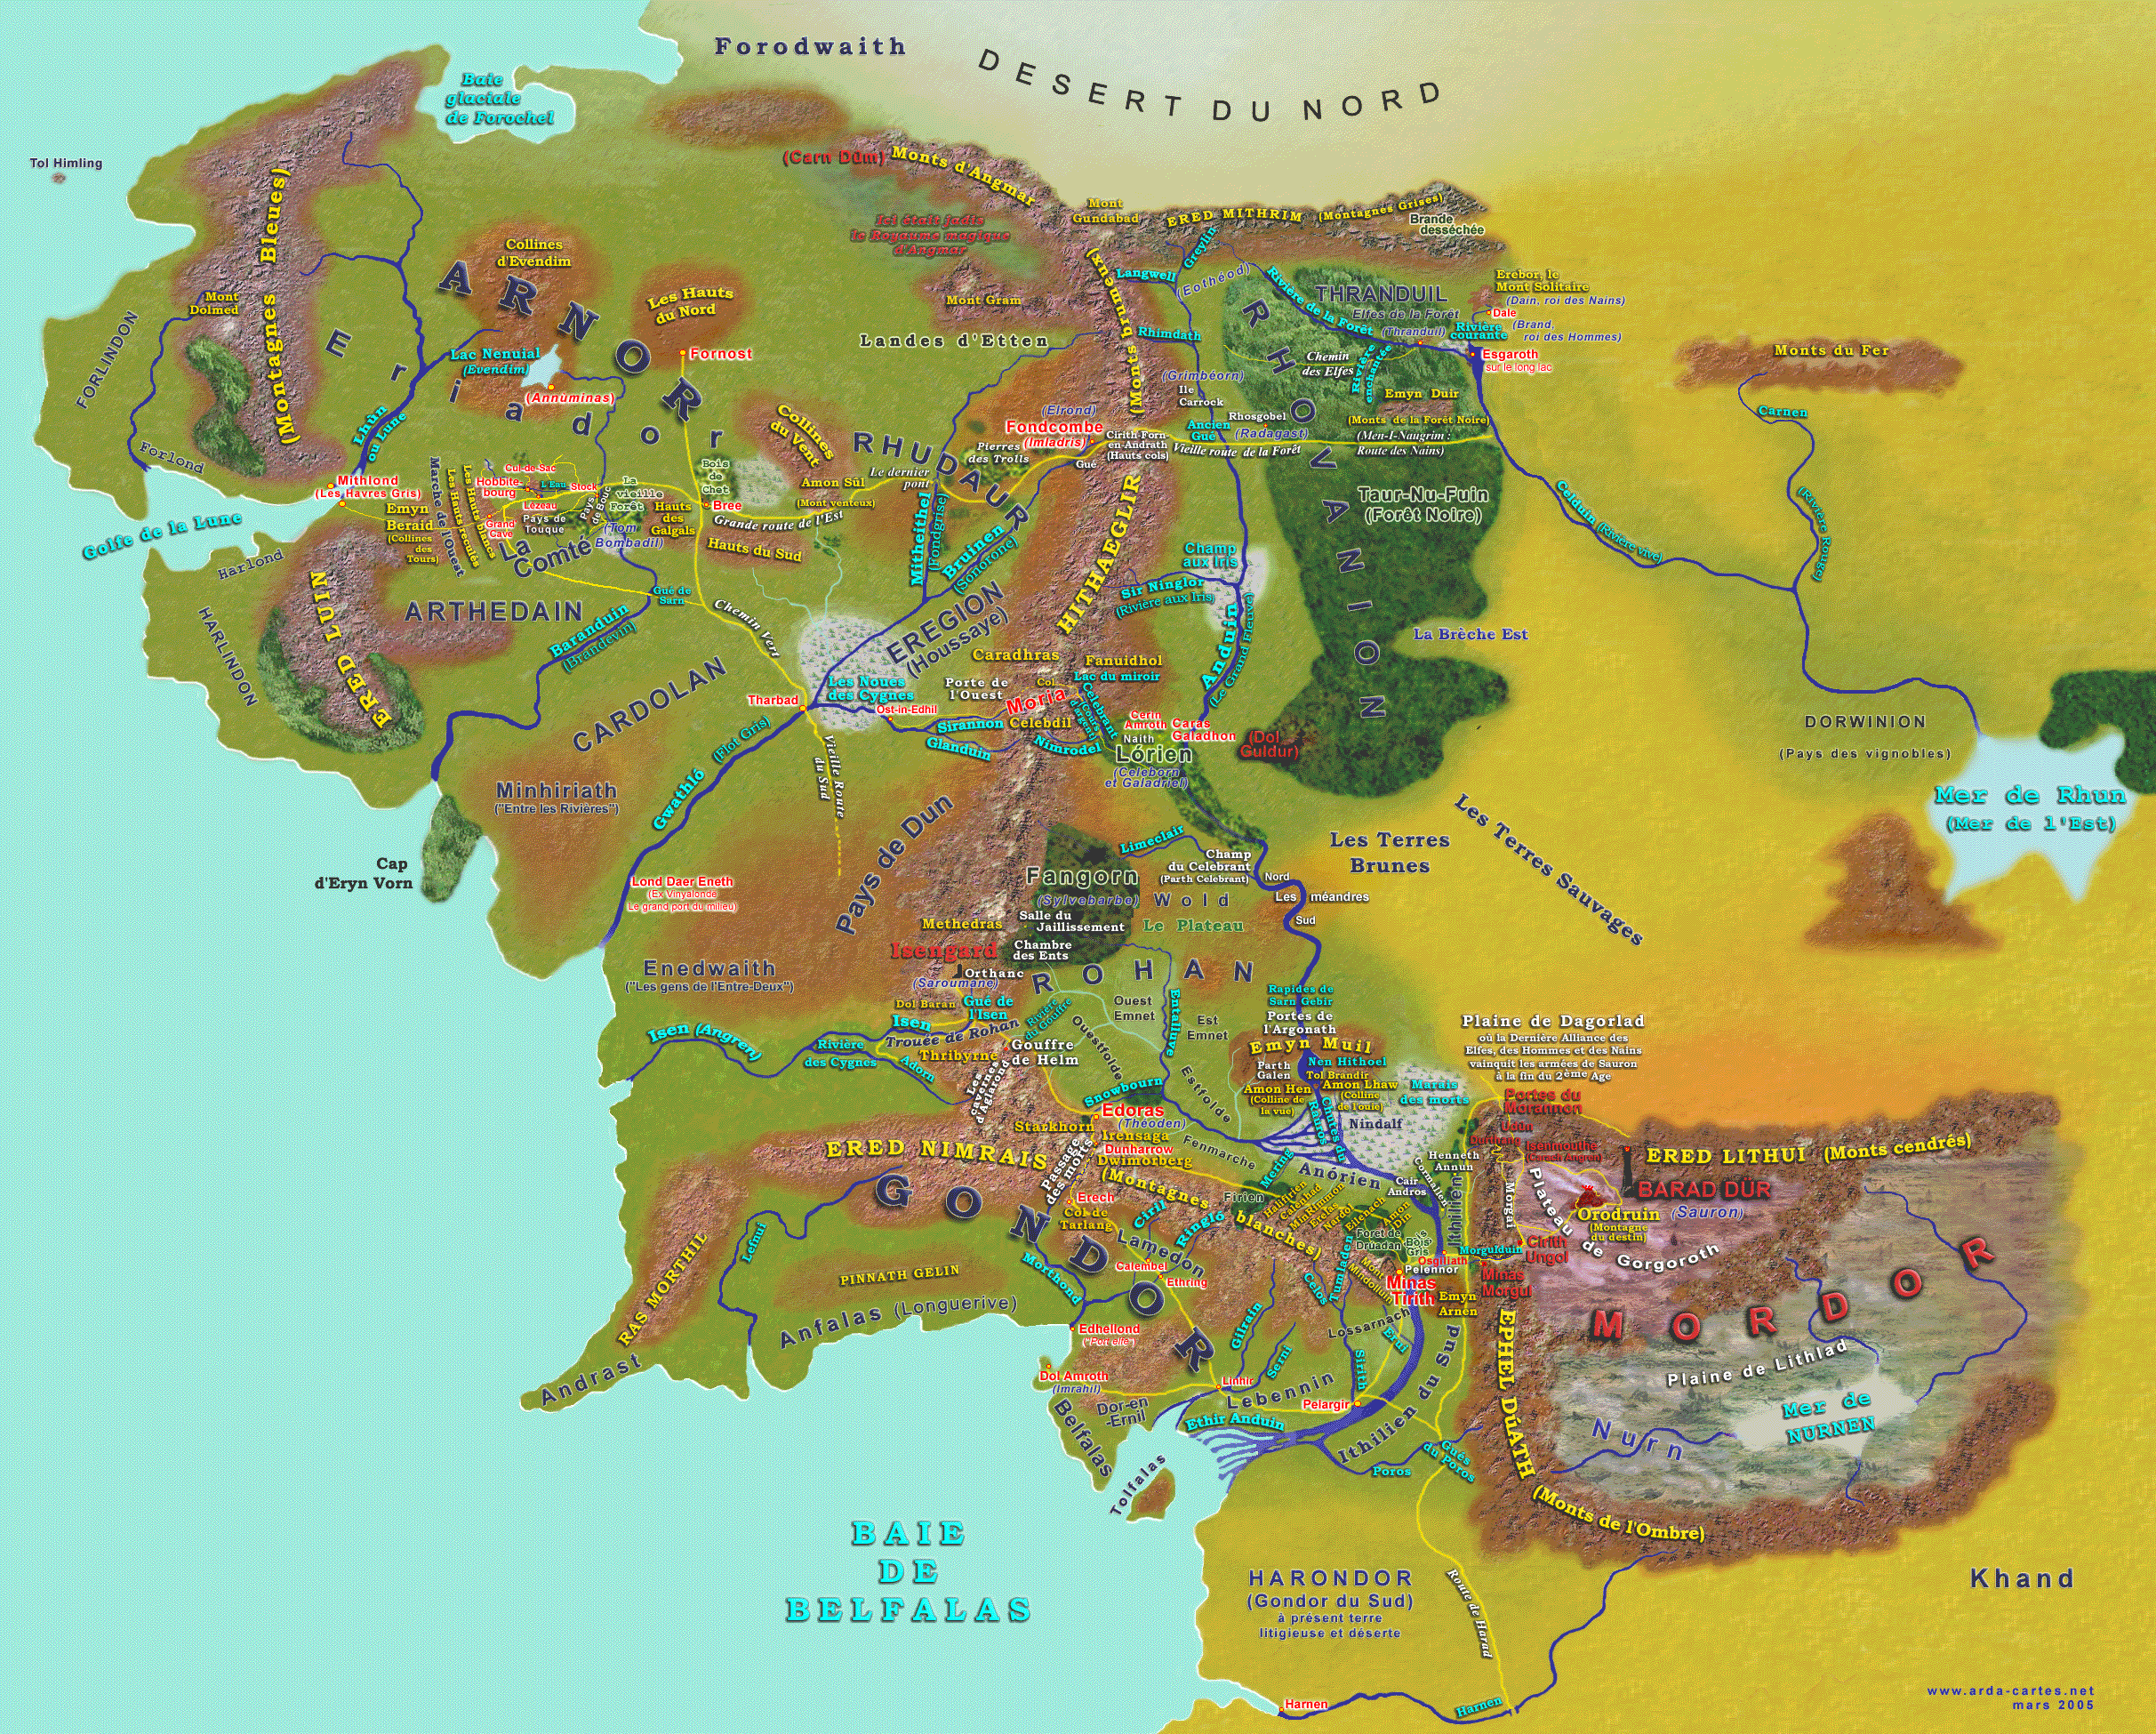 Forodwaith
DESERT DU NORD
Baie
glaciale
de Forochel
Tol Himling
(Carn Dûm)
Monts d'Angmar
Ici était jadis
le Royaume magique
d'Angmar
Mont
Gundabad
ERED MITHRIM (Montagnes Grises)
Brande
desséchée
(Montagnes Bleues)
Mont
Dolmed
FORLINDON
Collines
d'Evendim
ARNOR
Eriador
Les Hauts
du Nord
Mont Gram
Landes d'Etten
Langwell
Greylin
(Eothéod)
Rivière de la Forêt
THRANDUIL
Elfes de la Forêt
(Thranduil)
Erebor, le
Mont Solitaire
(Dain, roi des Nains)
Dale
(Brand,
roi des Hommes)
Rivière
courante
Esgaroth
sur le long lac
Monts du Fer
Carnen
(Rivière Rouge)
RHOVANION
Rhimdath
(Monts brumeux)
HITHAEGLIR
(Grimbéorn)
Ile
Carrock
Chemin
des Elfes
Rivière
enchantée
Emyn Duir
(Monts de la Forêt Noire)
Rhosgobel
(Radagast)
Ancien
Gué
Vieille route de la Forêt
(Men-I-Naugrim :
Route des Nains)
Lac Nenuial
(Evendim)
(Annuminas)
Fornost
Lhûn
ou Lune
Collines
du Vent
RHUDAUR
(Elrond)
Fondcombe
(Imladris)
Pierres
des Trolls
Cirith-Forn-
en-Andrath
(Hauts cols)
Gué
Le dernier
pont
Amon Sûl
(Mont venteux)
Forlond
Mithlond
(Les Havres Gris)
Golfe de la Lune
Emyn
Beraid
(Collines
des
Tours)
Marche de l'Ouest
Les Hauts reculés
Les Hauts blancs
Cul-de-Sac
Hobbite-
bourg
L'Eau
Stock
Lézeau
Grand
Cave
Pays de
Touque
Pays
de Bouc
La
vieille
Forêt
(Tom
Bombadil)
La
Comté
Bois
de
Chet
Bree
Hauts
des
Galgals
Grande route de l'Est
Hauts du Sud
Mitheithel
(Fondgrise)
Bruinen
(Sonorone)
Taur-Nu-Fuin
(Forêt Noire)
Celduin (Rivière vive)
Champ
aux Iris
Sir Ninglor
(Rivière aux Iris)
Anduin
(Le Grand Fleuve)
La Brèche Est
Harlond
HARLINDON
ERED LUIN
ARTHEDAIN
Gué de
Sarn
Baranduin
(Brandevin)
Chemin Vert
EREGION
(Houssaye)
CARDOLAN
Tharbad
Les Noues
des Cygnes
Ost-in-Edhil
Porte de
l'Ouest
Caradhras
Fanuidhol
Lac du miroir
Col
Moria
Celebdil
Celebrant
(Cours
d'argent)
Sirannon
Glanduin
Nimrodel
Cerin
Amroth
Caras
Galadhon
Naith
Lórien
(Celeborn
et Galadriel)
(Dol
Guldur)
DORWINION
(Pays des vignobles)
Mer de Rhun
(Mer de l'Est)
Minhiriath
("Entre les Rivières")
Gwathló
(Flot Gris)
Vieille Route
du Sud
Cap
d'Eryn Vorn
Lond Daer Eneth
(Ex Vinyalondë
Le grand port du milieu)
Pays de Dun
Limeclair
Champ
du Celebrant
(Parth Celebrant)
Les Terres
Brunes
Les Terres Sauvages
Nord
Les méandres
Sud
Fangorn
(Sylvebarbe)
Wold
Le Plateau
Salle du
Jaillissement
Chambre
des Ents
Methedras
Isengard
Orthanc
(Saroumane)
Enedwaith
("Les gens de l'Entre-Deux")
ROHAN
Dol Baran
Gué de
l'Isen
Isen
Isen (Angren)
Trouée de Rohan
Rivière
des Cygnes
Adorn
Thribyrne
Rivière
du Gouffre
Gouffre
de Helm
Les
cavernes
d'Aglarond
Ouest
Emnet
Est
Emnet
Entalluve
Ouestfolde
Estfolde
Rapides de
Sarn Gebir
Portes de
l'Argonath
Emyn Muil
Nen Hithoel
Parth
Galen
Tol Brandir
Amon Hen
(Colline de
la vue)
Amon Lhaw
(Colline
de l'ouïe)
Chutes du
Rauros
Marais
des morts
Nindalf
Plaine de Dagorlad
où la Dernière Alliance des
Elfes, des Hommes et des Nains
vainquit les armées de Sauron
à la fin du 2ème Age
Portes du
Morannon
Udûn
Durthang
Isenmouthe
(Carach Angren)
ERED LITHUI (Monts cendrés)
BARAD DÛR
(Sauron)
Orodruin
(Montagne
du destin)
Plateau de Gorgoroth
Morgai
Snowbourn
Edoras
(Théoden)
Starkhorn
Irensaga
Dunharrow
Dwimorberg
Passage
des morts
Fenmarche
Mering
Anórien
Firien
Halifirien
Calenhad
MinRimmon
Erelas
Nardol
Eilenach
Amon
Din
Cair
Andros
Henneth
Annun
Cormallen
Ithilien
Forêt de
Drúadan
Bois
Gris
ERED NIMRAIS
(Montagnes blanches)
GONDOR
Erech
Col de
Tarlang
Ciril
Ringló
Lamedon
Calembel
Ethring
Morthond
Lefnui
PINNATH GELIN
RAS MORTHIL
Anfalas (Longuerive)
Andrast
Edhellond
("Port elfe")
Dol Amroth
(Imrahil)
Belfalas
Dor-en
-Ernil
Linhir
Gilrain
Serni
Celos
Tumladen
Mont
Mindolluin
Minas
Tirith
Osgiliath
Pelennor
Morgulduin
Minas
Morgul
Cirith
Ungol
Emyn
Arnen
Lossarnach
Erui
Sirith
Lebennin
Pelargir
Ethir Anduin
Ithilien du Sud
Poros
Gués
du Poros
EPHEL DÚATH
(Monts de l'Ombre)
MORDOR
Plaine de Lithlad
Mer de
NURNEN
Nurn
Tolfalas
BAIE
DE
BELFALAS
HARONDOR
(Gondor du Sud)
à présent terre
litigieuse et déserte
Route de Harad
Khand
Harnen
Harnen
www.arda-cartes.net
mars 2005